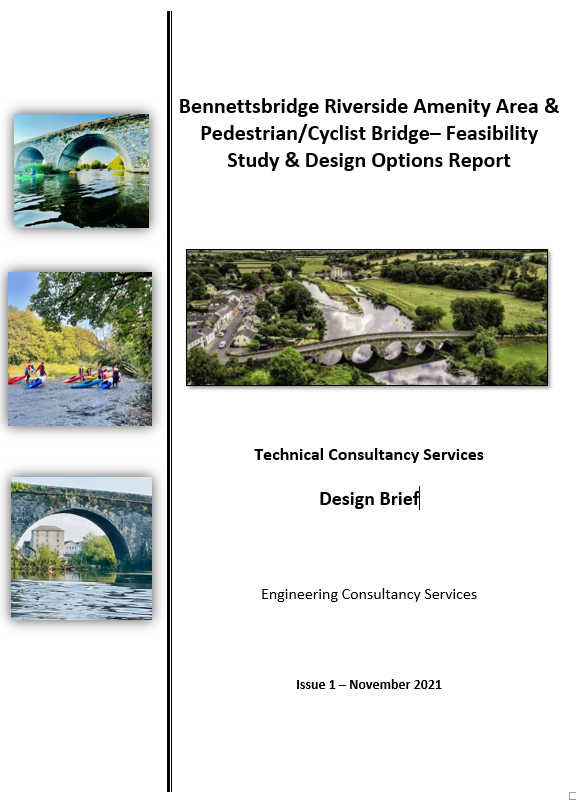 Bennettsbridge Riverside Amenity Area &
Pedestrian/Cyclist Bridge– Feasibility
Study & Design Options Report
Technical Consultancy Services
Design Brief
Engineering Consultancy Services
Issue 1 – November 2021